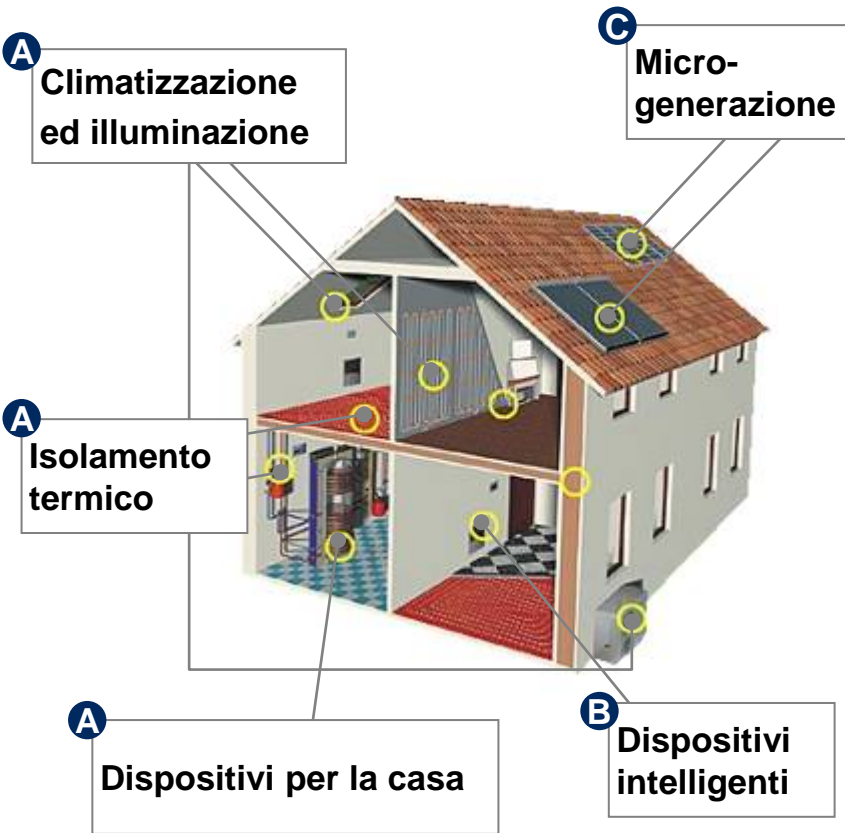 A
Climatizzazione
ed illuminazione
C
Micro-
generazione
A
Isolamento
termico
A
Dispositivi per la casa
B
Dispositivi
intelligenti